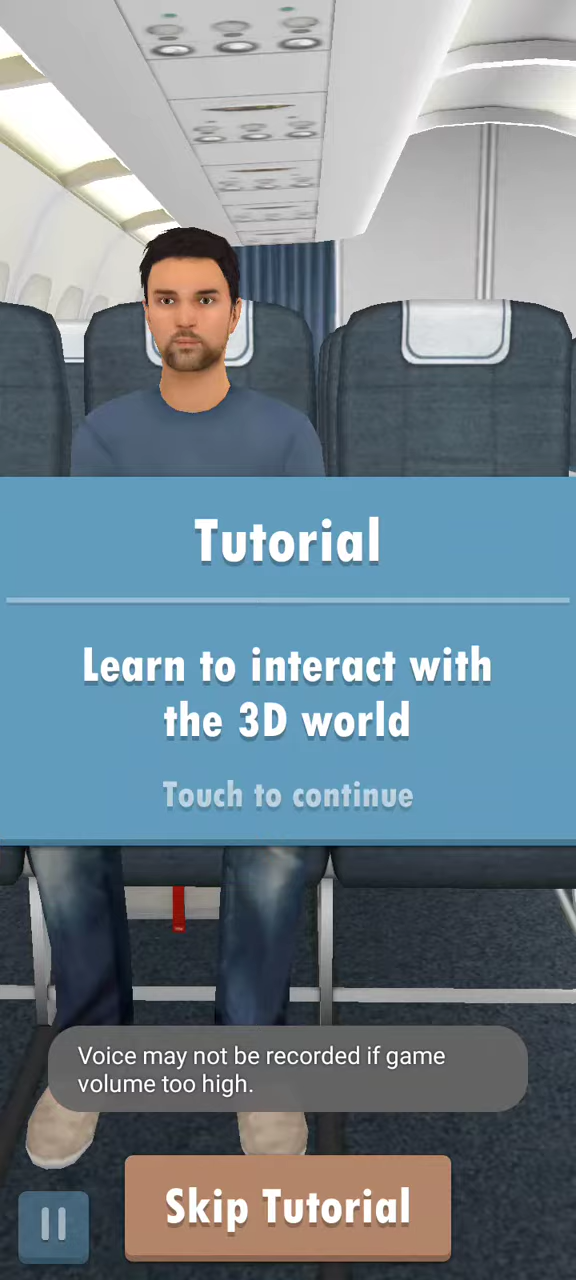 Tutorial
Learn to interact with
the 3D world
Touch to continue
Voice may not be recorded if game
volume too high.
Skip Tutorial